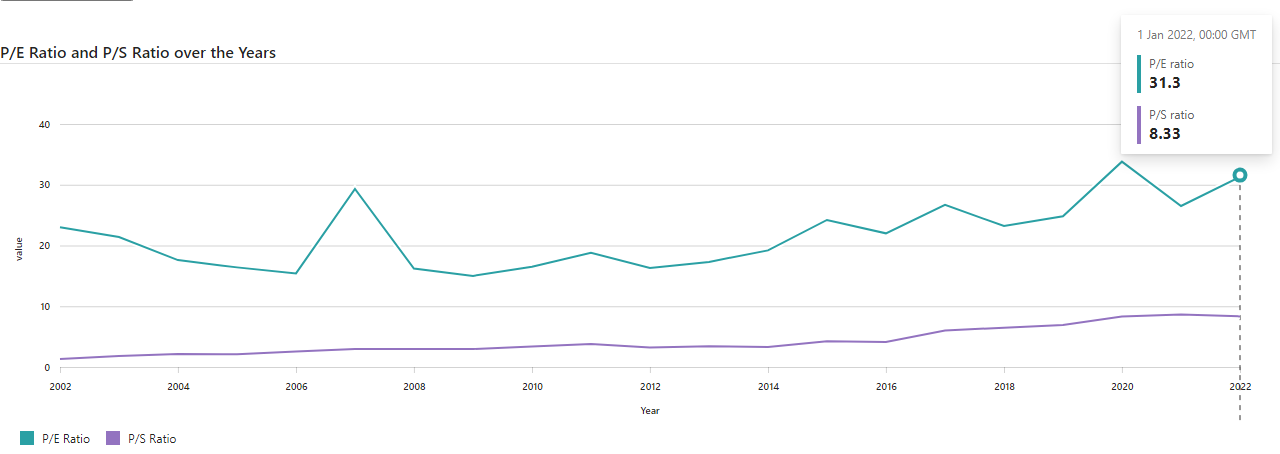 1 Jan 2022, 00:00 GMT
P/E ratio
31.3
P/S ratio
8.33
P/E Ratio and P/S Ratio over the Years
40
30
20
10
0
value
2002 2004 2006 2008 2010 2012 2014 2016 2018 2020 2022
Year
P/E Ratio P/S Ratio